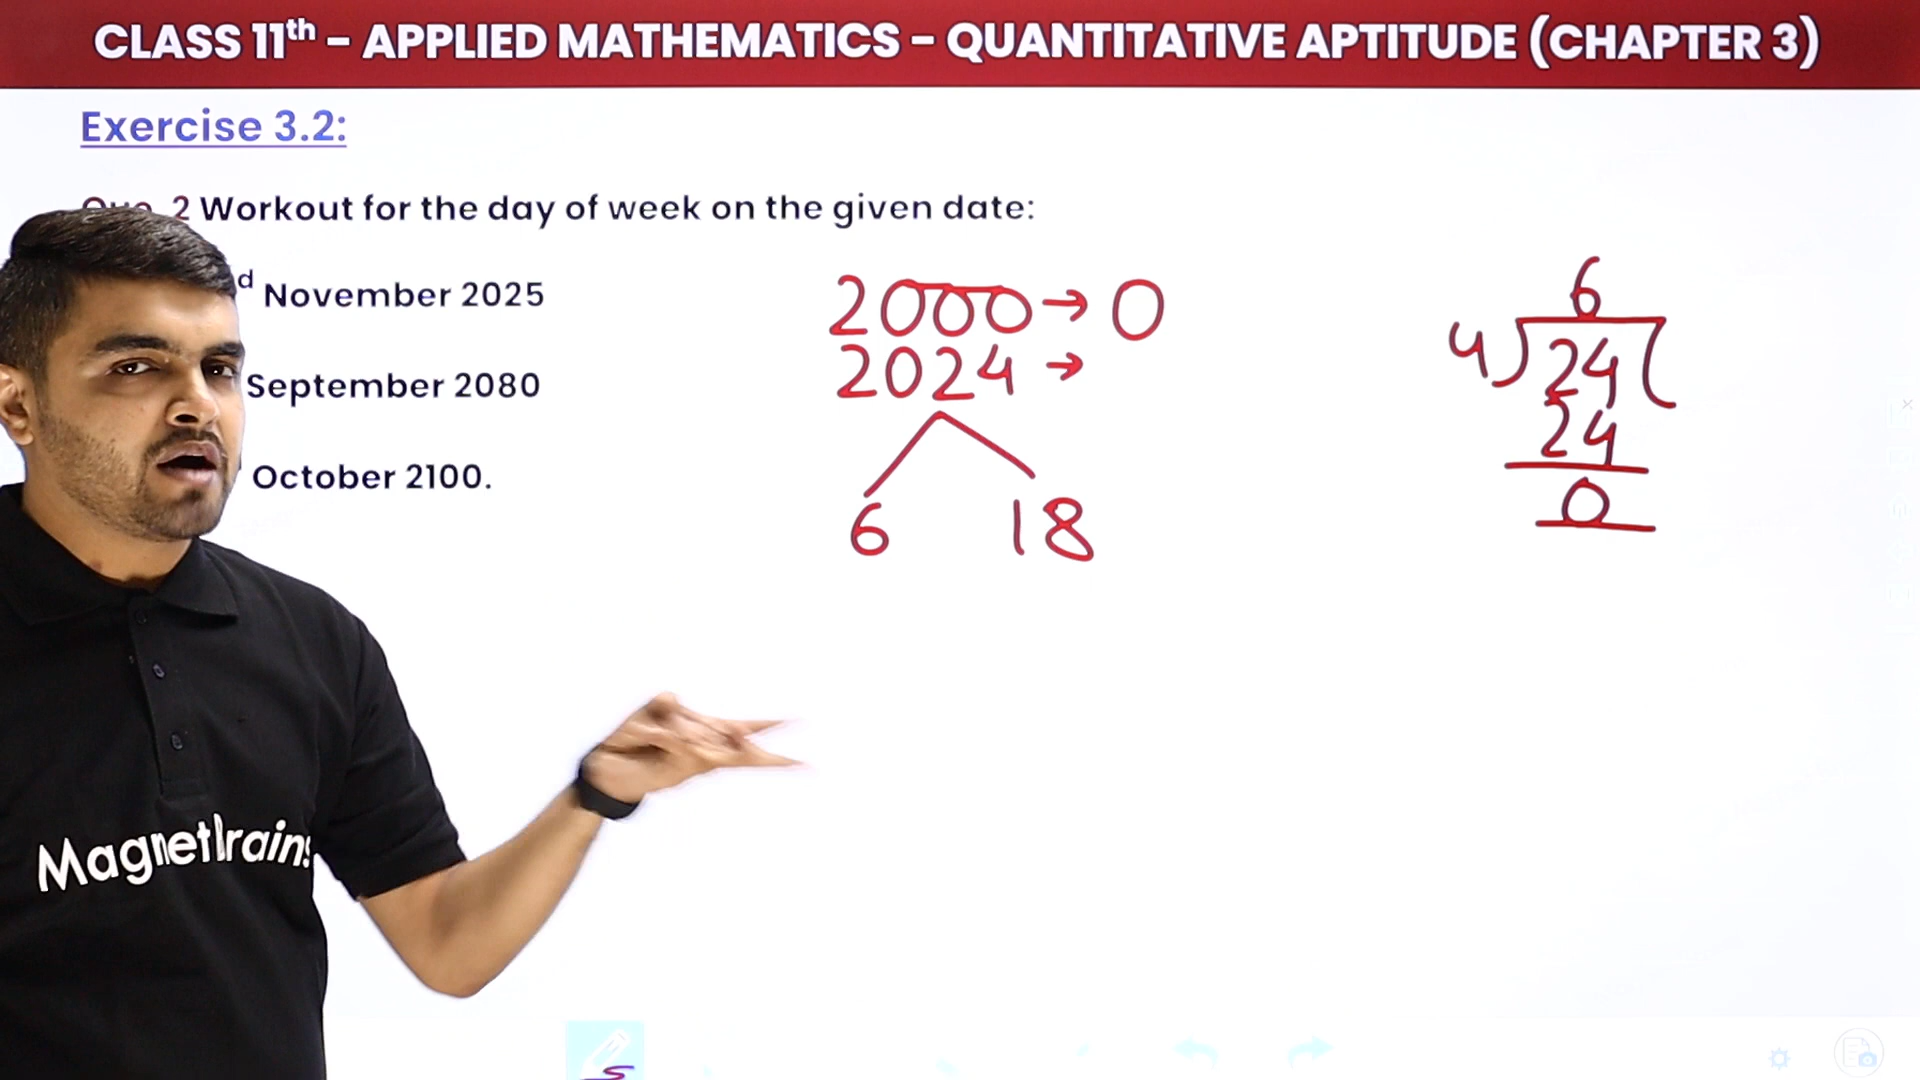 CLASS 11th - APPLIED MATHEMATICS - QUANTITATIVE APTITUDE (CHAPTER 3)
Exercise 3.2:
2 Workout for the day of week on the given date:
d November 2025
September 2080
October 2100.
2000 → 0
2024 →
6 18
6
4)24(
24
0
MagnetBrains